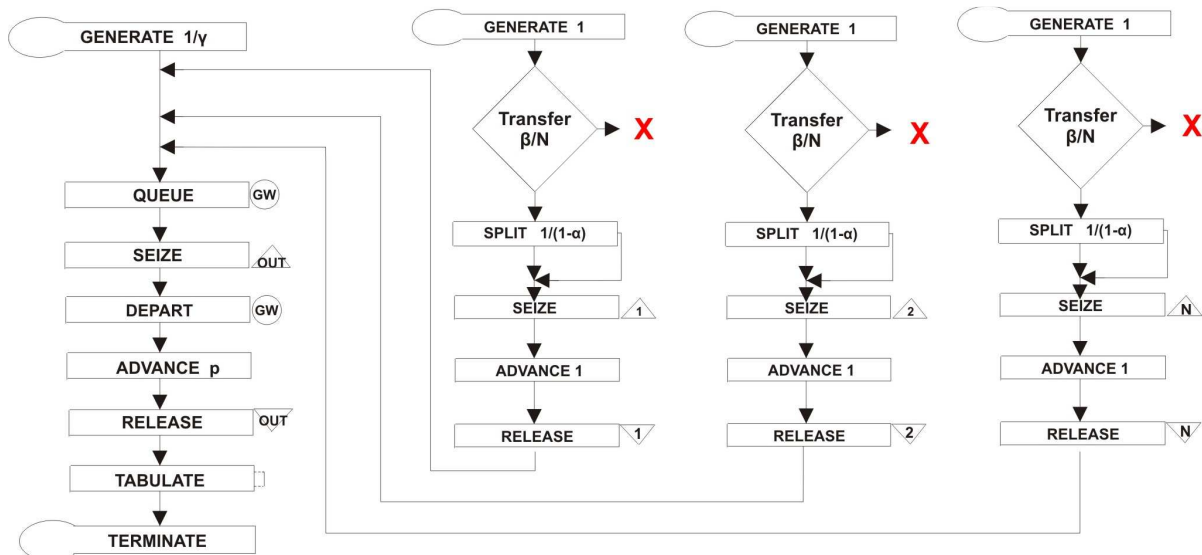 GENERATE 1/γ
QUEUE
GW
SEIZE
OUT
DEPART
GW
ADVANCE p
RELEASE
OUT
TABULATE
TERMINATE
GENERATE 1
Transfer
β/N
X
SPLIT 1/(1-α)
SEIZE
1
ADVANCE 1
RELEASE
1
GENERATE 1
Transfer
β/N
X
SPLIT 1/(1-α)
SEIZE
2
ADVANCE 1
RELEASE
2
GENERATE 1
Transfer
β/N
X
SPLIT 1/(1-α)
SEIZE
N
ADVANCE 1
RELEASE
N